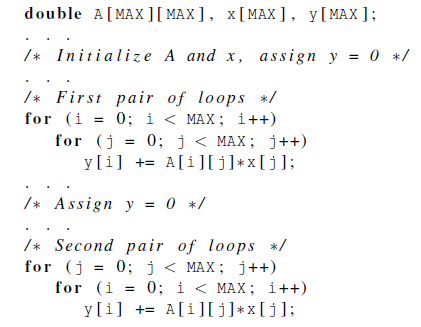 double A[MAX][MAX], x[MAX], y[MAX];
. . .
/* Initialize A and x, assign y = 0 */
. . .
/* First pair of loops */
for (i = 0; i < MAX; i++)
for (j = 0; j < MAX; j++)
y[i] += A[i][j]*x[j];
. . .
/* Assign y = 0 */
. . .
/* Second pair of loops */
for (j = 0; j < MAX; j++)
for (i = 0; i < MAX; i++)
y[i] += A[i][j]*x[j];